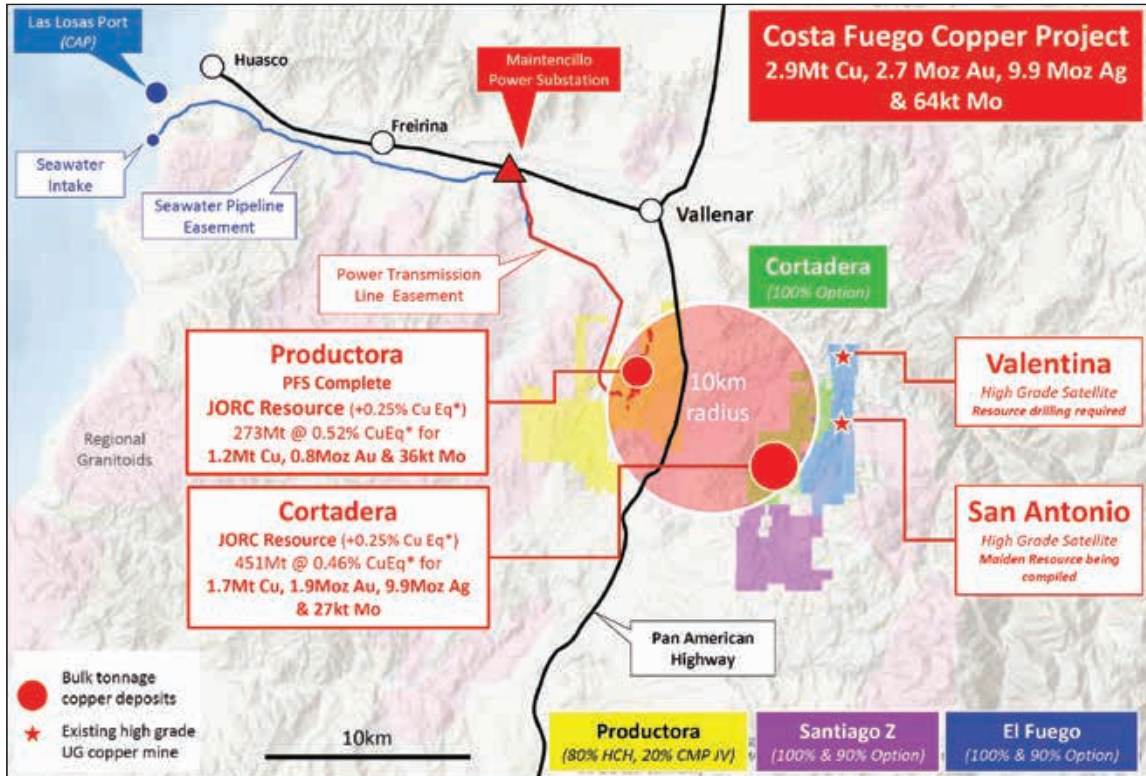 Las Losas Port
(CAP)
Huasco
Maintencillo
Power Substation
Costa Fuego Copper Project
2.9Mt Cu, 2.7 Moz Au, 9.9 Moz Ag
& 64kt Mo
Freirina
Seawater
Intake
Seawater Pipeline
Easement
Vallenar
Power Transmission
Line Easement
Cortadera
(100% Option)
Productora
PFS Complete
JORC Resource (+0.25% Cu Eq*)
273Mt @ 0.52% CuEq* for
1.2Mt Cu, 0.8Moz Au & 36kt Mo
10km
radius
Valentina
High Grade Satellite
Resource drilling required
Regional
Granitoids
Cortadera
JORC Resource (+0.25% Cu Eq*)
451Mt @ 0.46% CuEq* for
1.7Mt Cu, 1.9Moz Au, 9.9Moz Ag
& 27kt Mo
San Antonio
High Grade Satellite
Maiden Resource being
compiled
Pan American
Highway
Bulk tonnage
copper deposits
Existing high grade
UG copper mine
10km
Productora
(80% HCH, 20% CMP JV)
Santiago Z
(100% & 90% Option)
El Fuego
(100% & 90% Option)